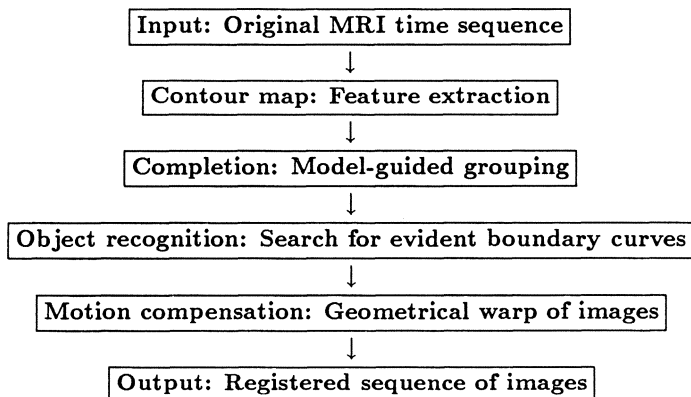 Input: Original MRI time sequence
↓
Contour map: Feature extraction
↓
Completion: Model-guided grouping
↓
Object recognition: Search for evident boundary curves
↓
Motion compensation: Geometrical warp of images
↓
Output: Registered sequence of images